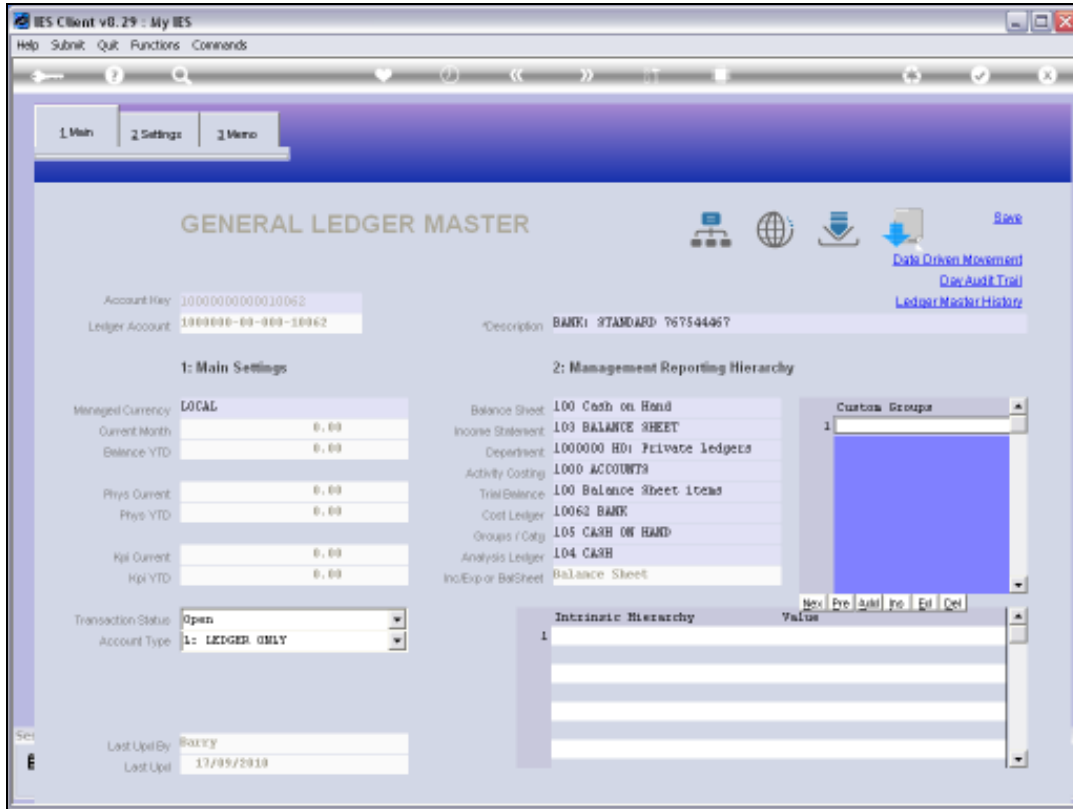 IES Client v8.29 : My IES
Help Submit Quit Functions Commands
1 Main
2 Settings
3 Memo
GENERAL LEDGER MASTER
Save
Date Driven Movement
Day Audit Trail
Ledger Master History
Account Key 10000000000010062
Ledger Account 1000000-00-000-10062
*Description BANK: STANDARD 767544467
1: Main Settings
2: Management Reporting Hierarchy
Managed Currency LOCAL
Current Month 0.00
Balance YTD 0.00
Phys Current 0.00
Phys YTD 0.00
Kpi Current 0.00
Kpi YTD 0.00
Transaction Status Open
Account Type 1: LEDGER ONLY
Balance Sheet 100 Cash on Hand
Income Statement 103 BALANCE SHEET
Department 1000000 HO: Private ledgers
Activity Costing 1000 ACCOUNTS
Trial Balance 100 Balance Sheet items
Cost Ledger 10062 BANK
Groups / Catg 105 CASH ON HAND
Analysis Ledger 104 CASH
Inc/Exp or BalSheet Balance Sheet
Custom Groups
1
Nex Pre Add Ins Ed Del
Intrinsic Hierarchy Value
1
Last Upd By Barry
Last Upd 17/09/2010